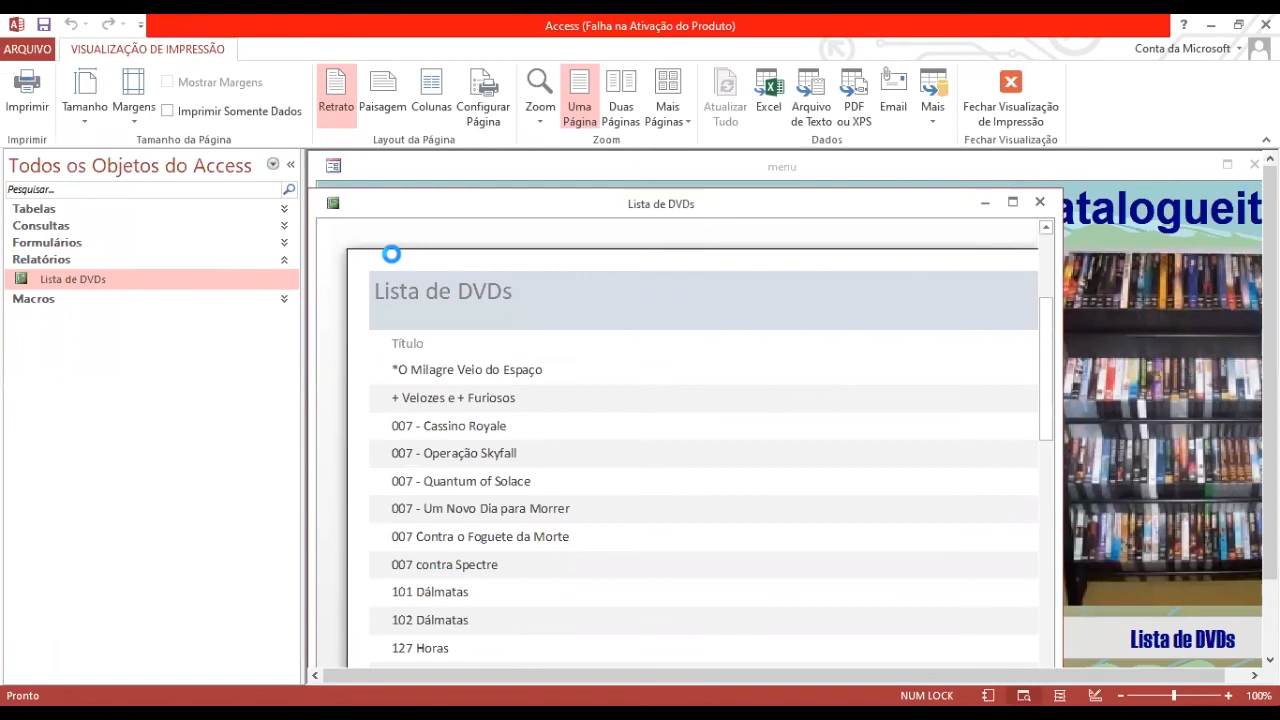 Access (Falha na Ativação do Produto)
?
ARQUIVO
VISUALIZAÇÃO DE IMPRESSÃO
Conta da Microsoft
Imprimir
Tamanho
Margens
Mostrar Margens
Imprimir Somente Dados
Retrato
Paisagem
Colunas
Configurar Página
Zoom
Uma Página
Duas Páginas
Mais Páginas
Atualizar Tudo
Excel
Arquivo de Texto
PDF ou XPS
Email
Mais
Fechar Visualização de Impressão
Imprimir
Tamanho da Página
Layout da Página
Zoom
Dados
Fechar Visualização
Todos os Objetos do Access
Pesquisar...
Tabelas
Consultas
Formulários
Relatórios
Lista de DVDs
Macros
menu
atalogueit
Lista de DVDs
Lista de DVDs
Título
*O Milagre Veio do Espaço
+ Velozes e + Furiosos
007 - Cassino Royale
007 - Operação Skyfall
007 - Quantum of Solace
007 - Um Novo Dia para Morrer
007 Contra o Foguete da Morte
007 contra Spectre
101 Dálmatas
102 Dálmatas
127 Horas
Lista de DVDs
Pronto
NUM LOCK
100%